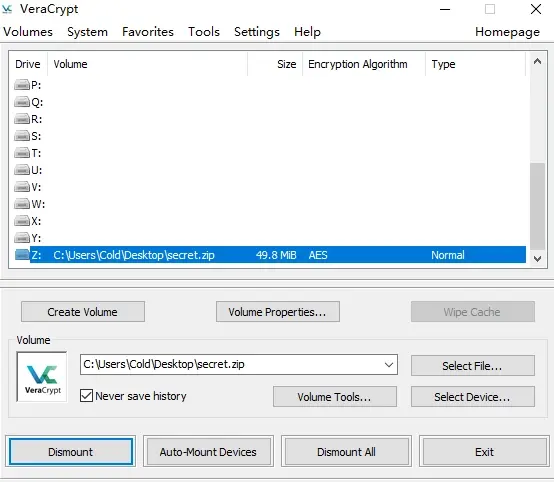 VeraCrypt
Volumes System Favorites Tools Settings Help Homepage
Drive Volume Size Encryption Algorithm Type
P:
Q:
R:
S:
T:
U:
V:
W:
X:
Y:
Z: C:\Users\Cold\Desktop\secret.zip 49.8 MiB AES Normal
Create Volume Volume Properties... Wipe Cache
Volume
C:\Users\Cold\Desktop\secret.zip Select File...
VeraCrypt
Never save history Volume Tools... Select Device...
Dismount Auto-Mount Devices Dismount All Exit